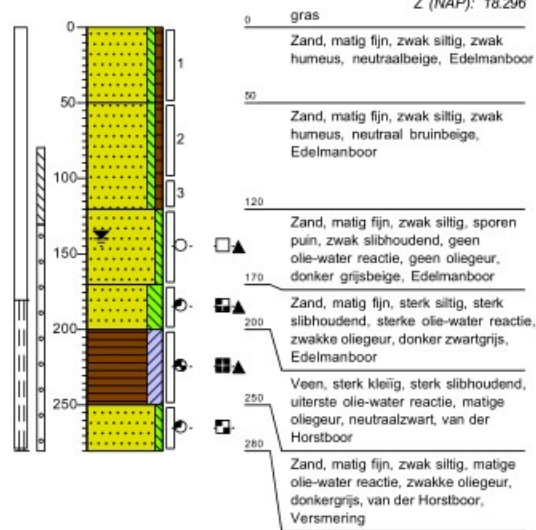 Z (NAP): 18.296
0
gras
Zand, matig fijn, zwak siltig, zwak
humeus, neutraalbeige, Edelmanboor
50
Zand, matig fijn, zwak siltig, zwak
humeus, neutraal bruinbeige,
Edelmanboor
120
Zand, matig fijn, zwak siltig, sporen
puin, zwak slibhoudend, geen
olie-water reactie, geen oliegeur,
donker grijsbeige, Edelmanboor
170
Zand, matig fijn, sterk siltig, sterk
slibhoudend, sterke olie-water reactie,
zwakke oliegeur, donker zwartgrijs,
Edelmanboor
200
Veen, sterk kleiïg, sterk slibhoudend,
uiterste olie-water reactie, matige
oliegeur, neutraalzwart, van der
Horstboor
250
Zand, matig fijn, zwak siltig, matige
olie-water reactie, zwakke oliegeur,
donkergrijs, van der Horstboor,
Versmering
280
0
50
100
150
200
250
1
2
3